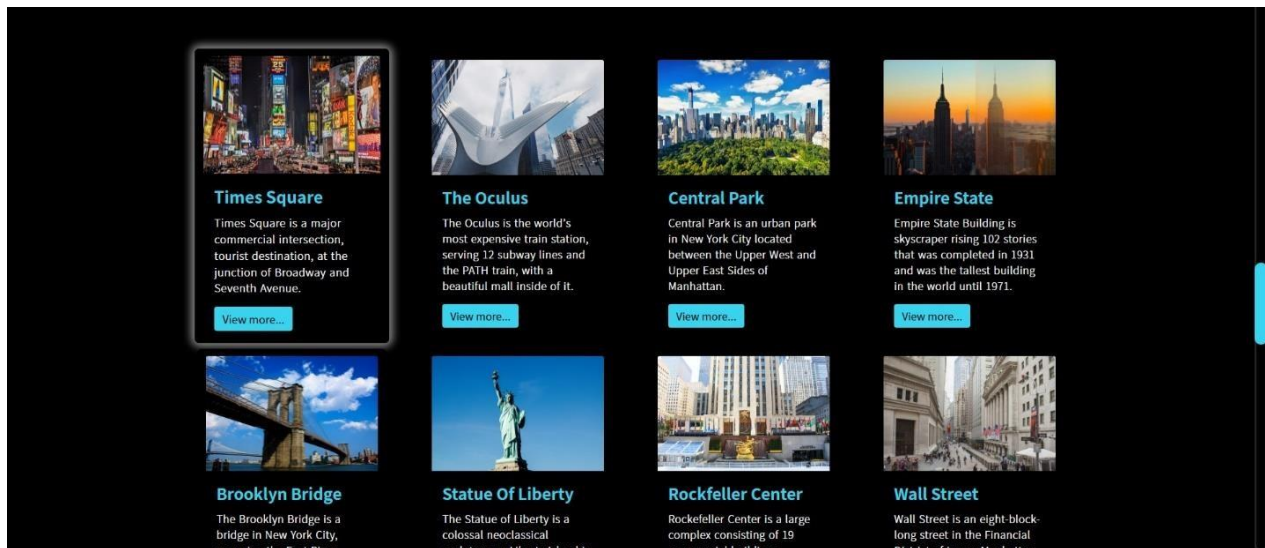 Times Square
Times Square is a major
commercial intersection,
tourist destination, at the
junction of Broadway and
Seventh Avenue.
View more...
The Oculus
The Oculus is the world's
most expensive train station,
serving 12 subway lines and
the PATH train, with a
beautiful mall inside of it.
View more...
Central Park
Central Park is an urban park
in New York City located
between the Upper West and
Upper East Sides of
Manhattan.
View more...
Empire State
Empire State Building is
skyscraper rising 102 stories
that was completed in 1931
and was the tallest building
in the world until 1971.
View more...
Brooklyn Bridge
The Brooklyn Bridge is a
bridge in New York City,
Statue Of Liberty
The Statue of Liberty is a
colossal neoclassical
Rockfeller Center
Rockefeller Center is a large
complex consisting of 19
Wall Street
Wall Street is an eight-block-
long street in the Financial